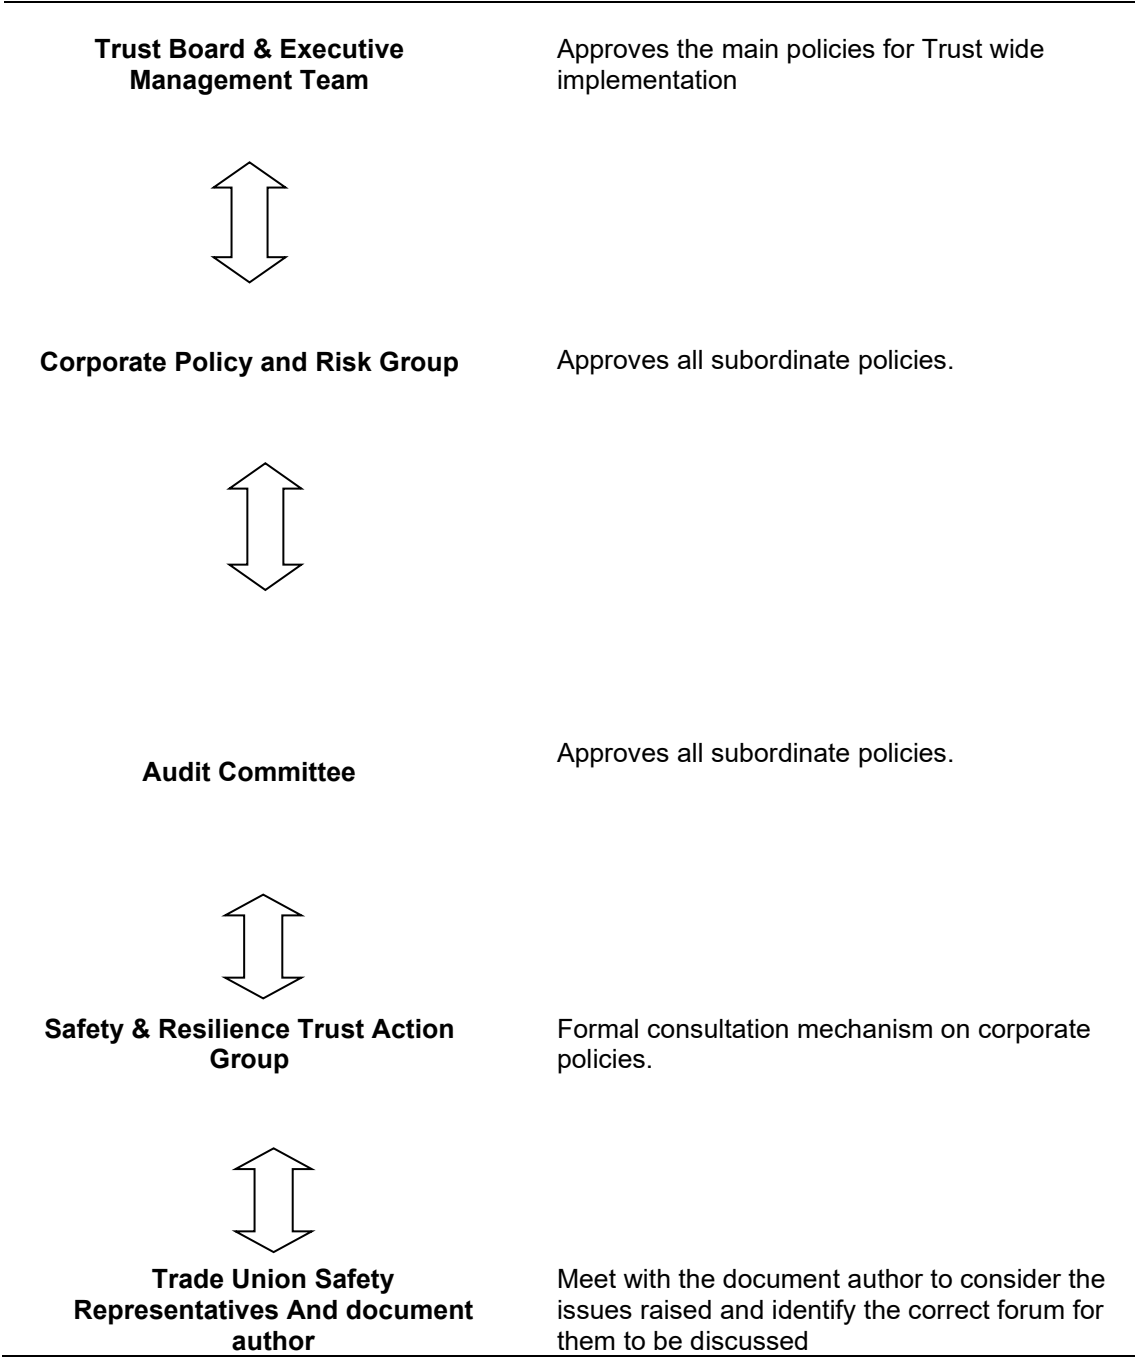 Trust Board & Executive
Management Team
Approves the main policies for Trust wide
implementation
Corporate Policy and Risk Group
Approves all subordinate policies.
Audit Committee
Approves all subordinate policies.
Safety & Resilience Trust Action
Group
Formal consultation mechanism on corporate
policies.
Trade Union Safety
Representatives And document
author
Meet with the document author to consider the
issues raised and identify the correct forum for
them to be discussed